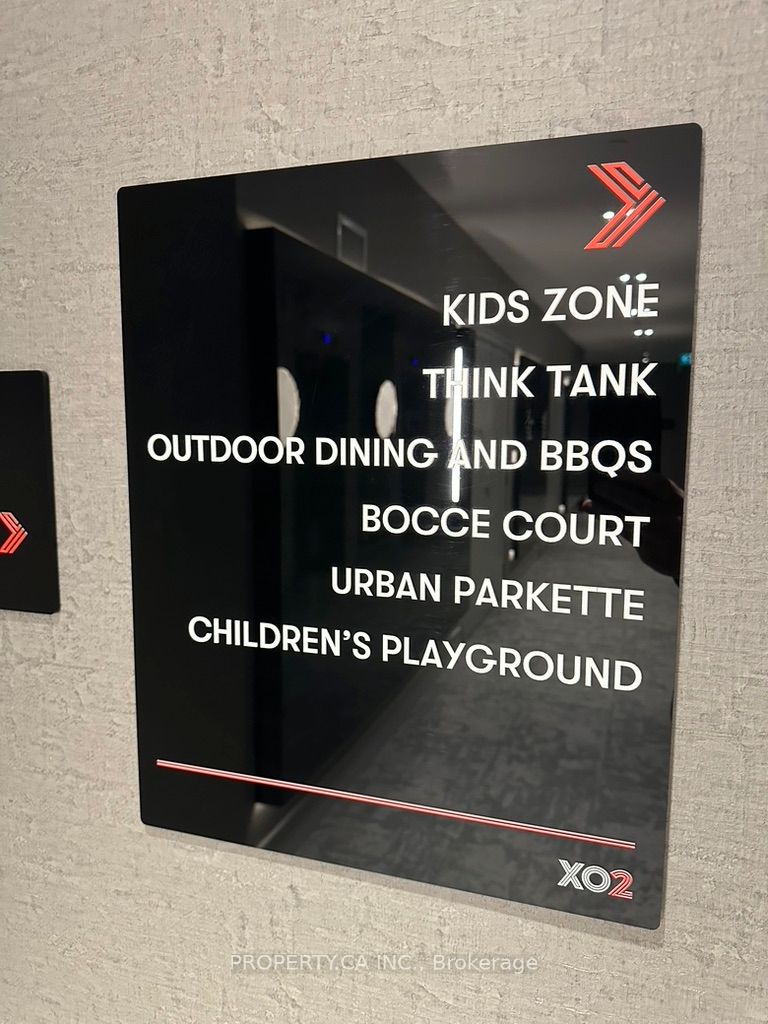 KIDS ZONE
THINK TANK
OUTDOOR DINING AND BBQS
BOCCE COURT
URBAN PARKETTE
CHILDREN'S PLAYGROUND
XO2
PROPERTY.CA INC., Brokerage